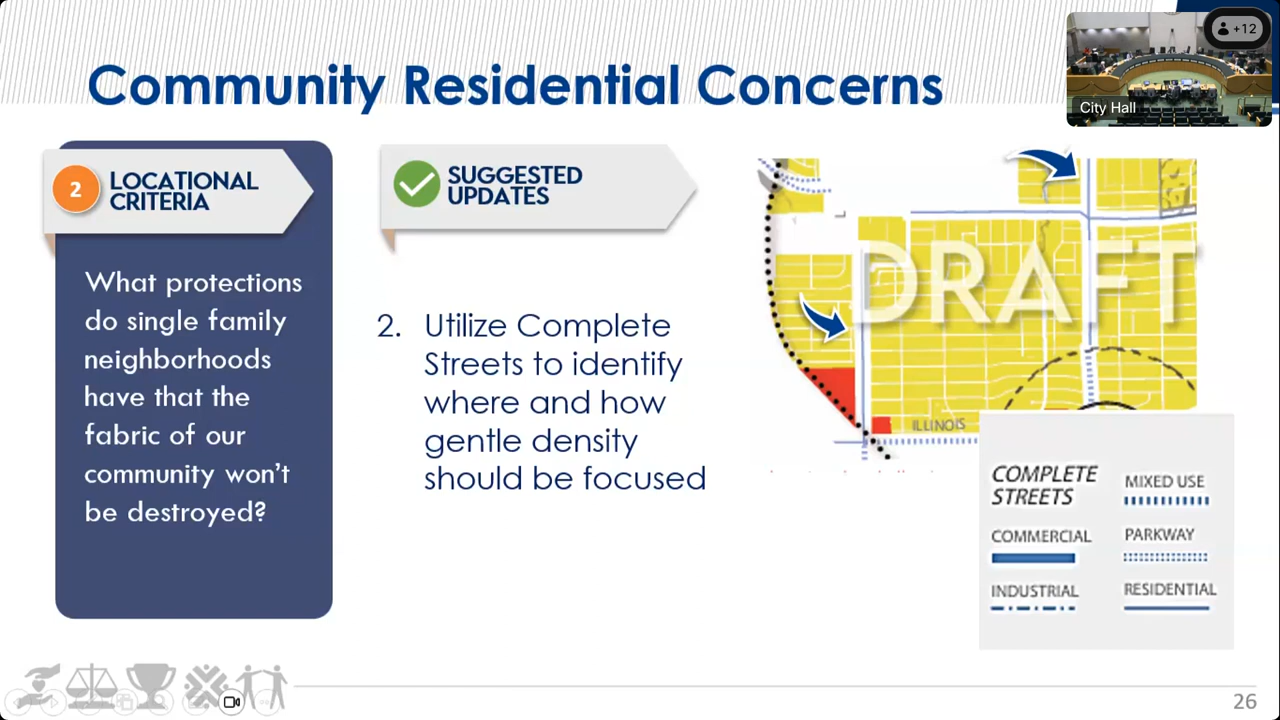 Community Residential Concerns
+12
City Hall
2
LOCATIONAL
CRITERIA
What protections
do single family
neighborhoods
have that the
fabric of our
community won't
be destroyed?
SUGGESTED
UPDATES
2. Utilize Complete
Streets to identify
where and how
gentle density
should be focused
DRAFT
ILLINOIS
COMPLETE
STREETS
COMMERCIAL
INDUSTRIAL
MIXED USE
PARKWAY
RESIDENTIAL
26